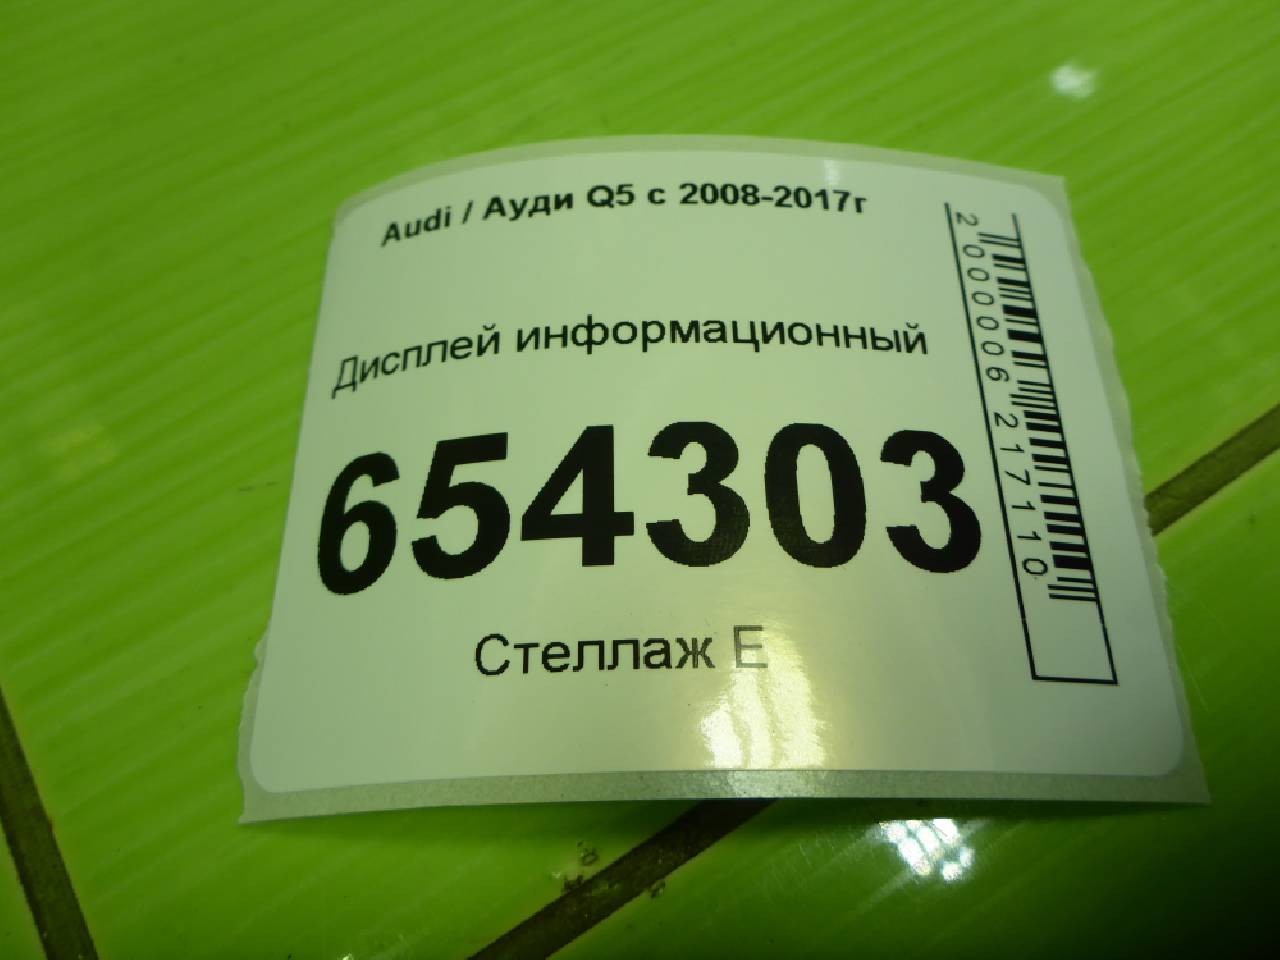 Audi / Ауди Q5 с 2008-2017г
Дисплей информационный
654303
Стеллаж Е
2000006217110